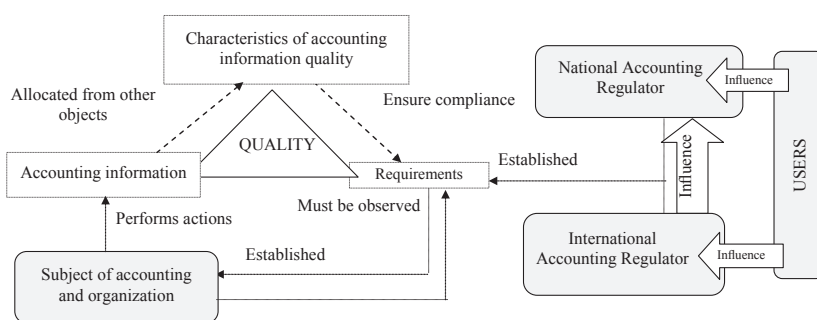 Characteristics of accounting
information quality
Allocated from other
objects
Ensure compliance
QUALITY
Accounting information
Requirements
Performs actions
Must be observed
Established
Subject of accounting
and organization
Established
National Accounting
Regulator
Influence
Influence
International
Accounting Regulator
Influence
USERS